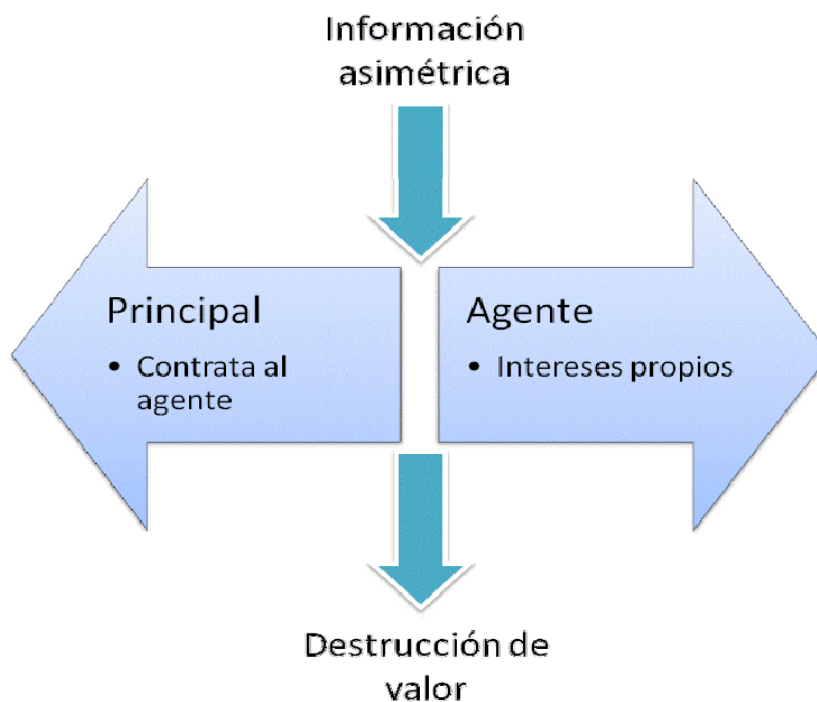 Información
asimétrica
Principal
• Contrata al
agente
Agente
• Intereses propios
Destrucción de
valor